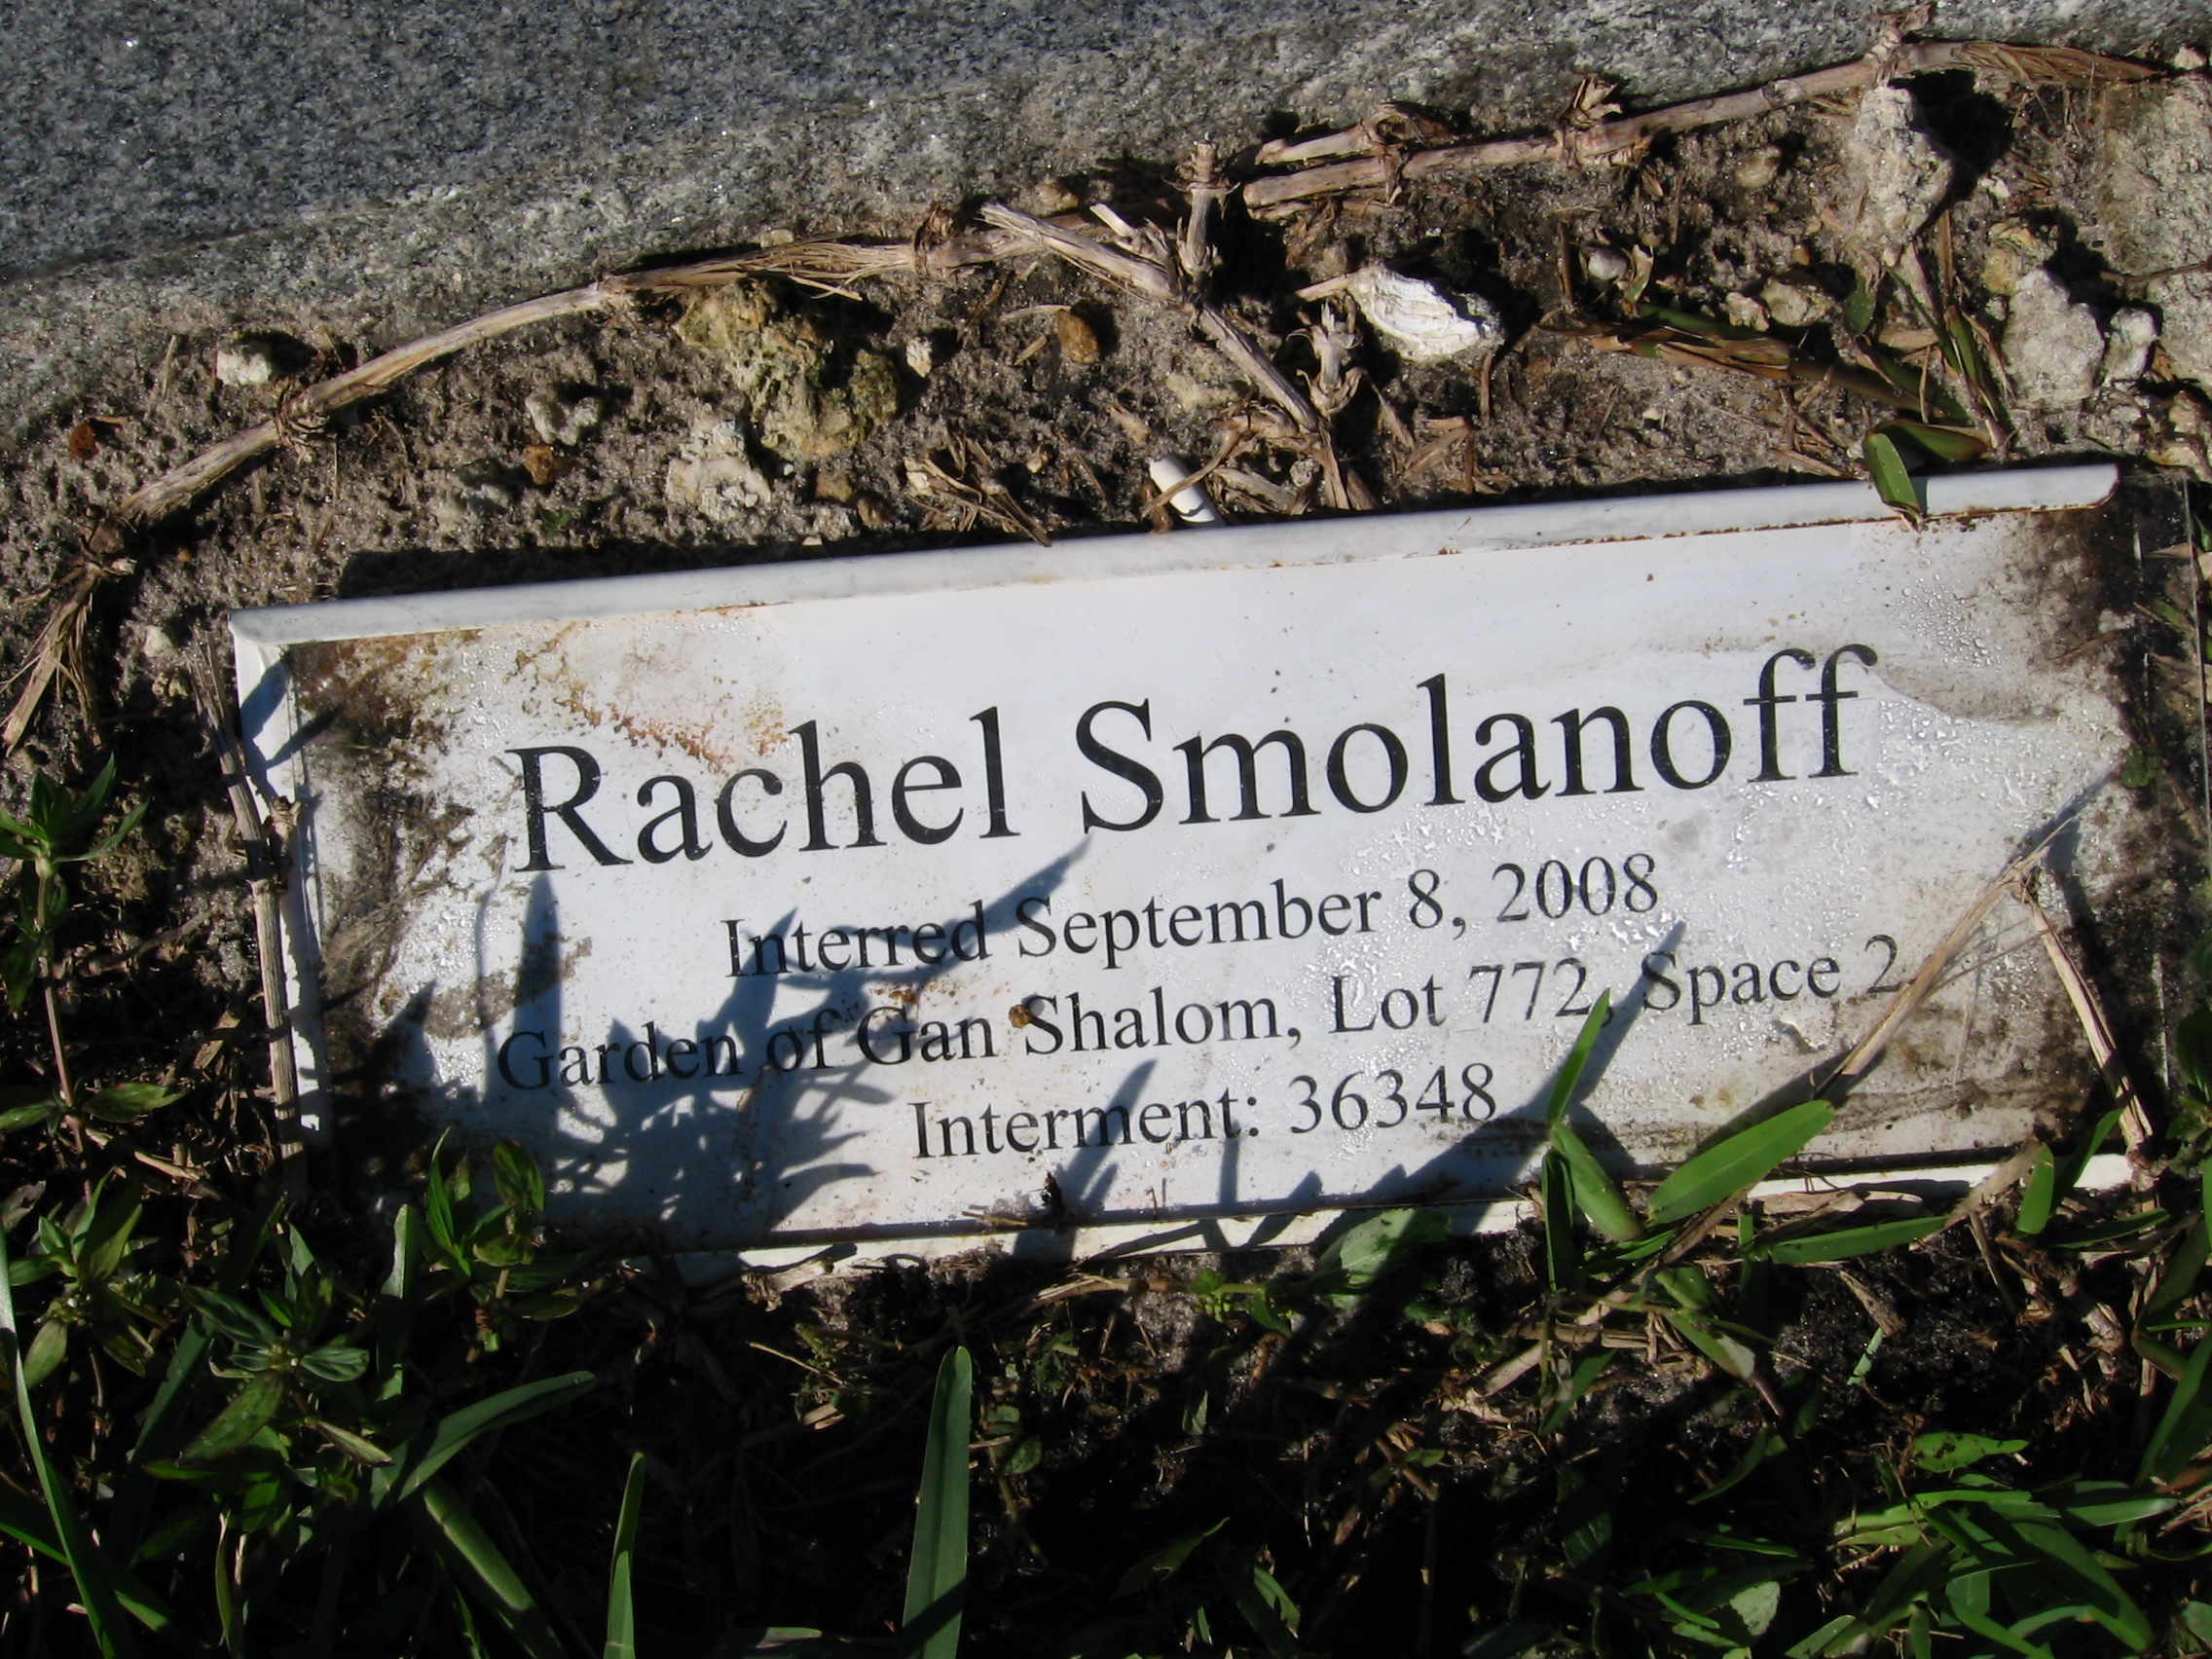 Rachel Smolanoff
Interred September 8, 2008
Garden of Gan Shalom, Lot 772, Space 2
Interment: 36348